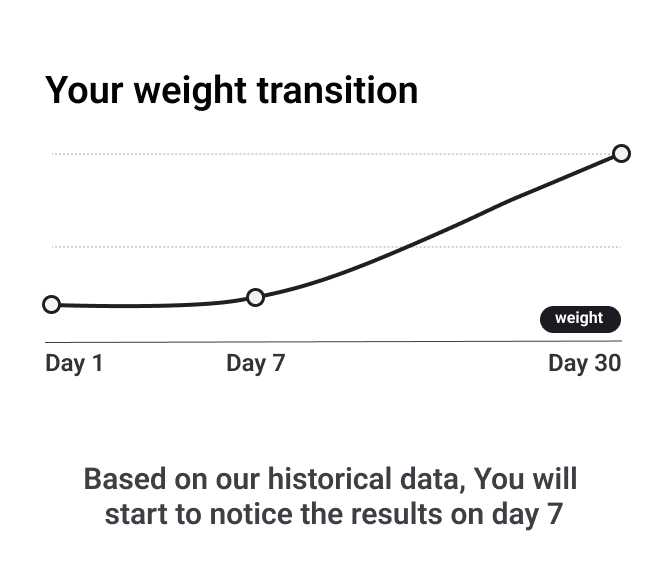 Your weight transition
weight
Day 1 Day 7 Day 30
Based on our historical data, You will
start to notice the results on day 7